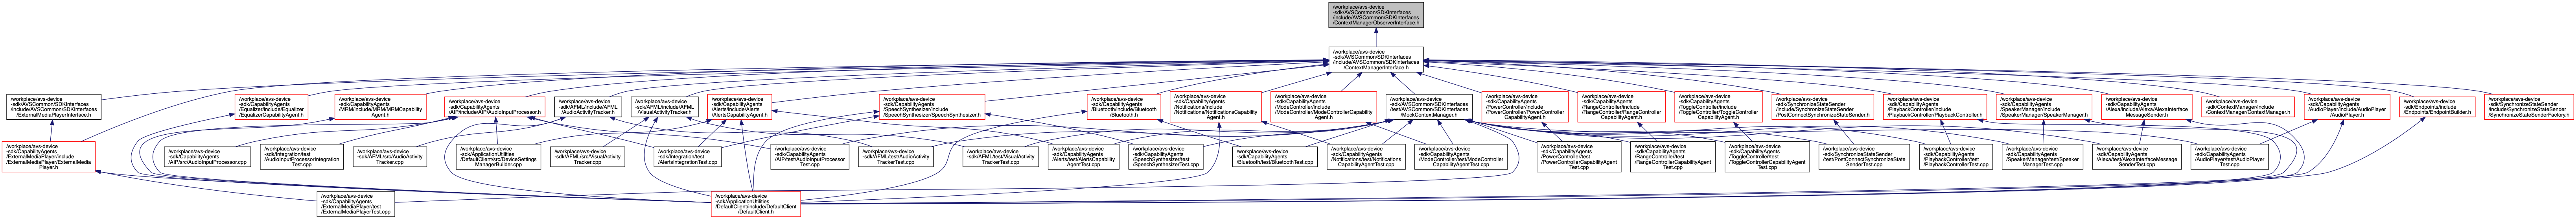 /workplace/avs-device
-sdk/AVSCommon/SDKInterfaces
/include/AVSCommon/SDKInterfaces
/ContextManagerObserverInterface.h
/workplace/avs-device
-sdk/AVSCommon/SDKInterfaces
/include/AVSCommon/SDKInterfaces
/ContextManagerInterface.h
/workplace/avs-device
-sdk/AVSCommon/SDKInterfaces
/include/AVSCommon/SDKInterfaces
/ExternalMediaPlayerInterface.h
/workplace/avs-device
-sdk/CapabilityAgents
/Equalizer/include/Equalizer
/EqualizerCapabilityAgent.h
/workplace/avs-device
-sdk/CapabilityAgents
/MRM/include/MRM/MRMCapability
Agent.h
/workplace/avs-device
-sdk/CapabilityAgents
/AIP/include/AIP/AudioInputProcessor.h
/workplace/avs-device
-sdk/AFML/include/AFML
/AudioActivityTracker.h
/workplace/avs-device
-sdk/AFML/include/AFML
/VisualActivityTracker.h
/workplace/avs-device
-sdk/CapabilityAgents
/Alerts/include/Alerts
/AlertsCapabilityAgent.h
/workplace/avs-device
-sdk/CapabilityAgents
/SpeechSynthesizer/include
/SpeechSynthesizer/SpeechSynthesizer.h
/workplace/avs-device
-sdk/CapabilityAgents
/Bluetooth/include/Bluetooth
/Bluetooth.h
/workplace/avs-device
-sdk/CapabilityAgents
/Notifications/include
/Notifications/NotificationsCapability
Agent.h
/workplace/avs-device
-sdk/CapabilityAgents
/ModeController/include
/ModeController/ModeControllerCapability
Agent.h
/workplace/avs-device
-sdk/AVSCommon/SDKInterfaces
/test/AVSCommon/SDKInterfaces
/MockContextManager.h
/workplace/avs-device
-sdk/CapabilityAgents
/PowerController/include
/PowerController/PowerController
CapabilityAgent.h
/workplace/avs-device
-sdk/CapabilityAgents
/RangeController/include
/RangeController/RangeController
CapabilityAgent.h
/workplace/avs-device
-sdk/CapabilityAgents
/ToggleController/include
/ToggleController/ToggleController
CapabilityAgent.h
/workplace/avs-device
-sdk/SynchronizeStateSender
/include/SynchronizeStateSender
/PostConnectSynchronizeStateSender.h
/workplace/avs-device
-sdk/CapabilityAgents
/PlaybackController/include
/PlaybackController/PlaybackController.h
/workplace/avs-device
-sdk/CapabilityAgents
/SpeakerManager/include
/SpeakerManager/SpeakerManager.h
/workplace/avs-device
-sdk/CapabilityAgents
/Alexa/include/Alexa/AlexaInterface
MessageSender.h
/workplace/avs-device
-sdk/ContextManager/include
/ContextManager/ContextManager.h
/workplace/avs-device
-sdk/CapabilityAgents
/AudioPlayer/include/AudioPlayer
/AudioPlayer.h
/workplace/avs-device
-sdk/Endpoints/include
/Endpoints/EndpointBuilder.h
/workplace/avs-device
-sdk/SynchronizeStateSender
/include/SynchronizeStateSender
/SynchronizeStateSenderFactory.h
/workplace/avs-device
-sdk/CapabilityAgents
/ExternalMediaPlayer/include
/ExternalMediaPlayer/ExternalMedia
Player.h
/workplace/avs-device
-sdk/CapabilityAgents
/AIP/src/AudioInputProcessor.cpp
/workplace/avs-device
-sdk/Integration/test
/AudioInputProcessorIntegration
Test.cpp
/workplace/avs-device
-sdk/AFML/src/AudioActivity
Tracker.cpp
/workplace/avs-device
-sdk/ApplicationUtilities
/DefaultClient/src/DeviceSettings
ManagerBuilder.cpp
/workplace/avs-device
-sdk/AFML/src/VisualActivity
Tracker.cpp
/workplace/avs-device
-sdk/Integration/test
/AlertsIntegrationTest.cpp
/workplace/avs-device
-sdk/CapabilityAgents
/AIP/test/AudioInputProcessor
Test.cpp
/workplace/avs-device
-sdk/AFML/test/AudioActivity
TrackerTest.cpp
/workplace/avs-device
-sdk/AFML/test/VisualActivity
TrackerTest.cpp
/workplace/avs-device
-sdk/CapabilityAgents
/Alerts/test/AlertsCapability
AgentTest.cpp
/workplace/avs-device
-sdk/CapabilityAgents
/SpeechSynthesizer/test
/SpeechSynthesizerTest.cpp
/workplace/avs-device
-sdk/CapabilityAgents
/Bluetooth/test/BluetoothTest.cpp
/workplace/avs-device
-sdk/CapabilityAgents
/Notifications/test/Notifications
CapabilityAgentTest.cpp
/workplace/avs-device
-sdk/CapabilityAgents
/ModeController/test/ModeController
CapabilityAgentTest.cpp
/workplace/avs-device
-sdk/CapabilityAgents
/PowerController/test
/PowerControllerCapabilityAgent
Test.cpp
/workplace/avs-device
-sdk/CapabilityAgents
/RangeController/test
/RangeControllerCapabilityAgent
Test.cpp
/workplace/avs-device
-sdk/CapabilityAgents
/ToggleController/test
/ToggleControllerCapabilityAgent
Test.cpp
/workplace/avs-device
-sdk/SynchronizeStateSender
/test/PostConnectSynchronizeState
SenderTest.cpp
/workplace/avs-device
-sdk/CapabilityAgents
/PlaybackController/test
/PlaybackControllerTest.cpp
/workplace/avs-device
-sdk/CapabilityAgents
/SpeakerManager/test/Speaker
ManagerTest.cpp
/workplace/avs-device
-sdk/CapabilityAgents
/Alexa/test/AlexaInterfaceMessage
SenderTest.cpp
/workplace/avs-device
-sdk/CapabilityAgents
/AudioPlayer/test/AudioPlayer
Test.cpp
/workplace/avs-device
-sdk/CapabilityAgents
/ExternalMediaPlayer/test
/ExternalMediaPlayerTest.cpp
/workplace/avs-device
-sdk/ApplicationUtilities
/DefaultClient/include/DefaultClient
/DefaultClient.h